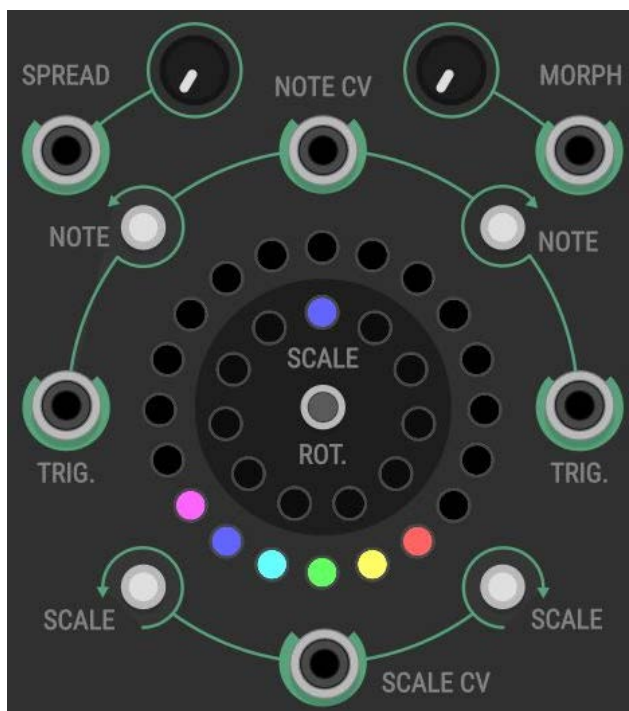 SPREAD
NOTE CV
MORPH
NOTE
NOTE
SCALE
ROT.
TRIG.
TRIG.
SCALE
SCALE
SCALE CV